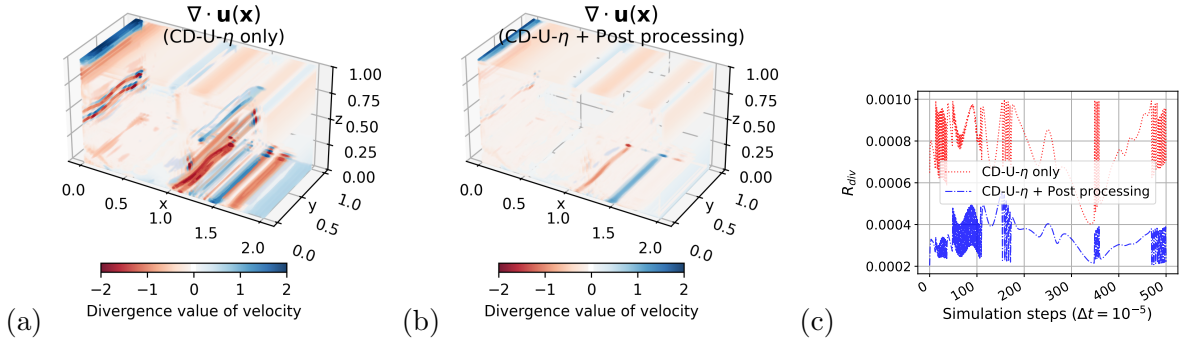 ∇ · u(x)
(CD-U-η only)
1.00
0.75
z
0.50
0.25
0.00
0.0
0.5
x
1.0
1.5
2.0
0.0
0.5
y
1.0
−2 −1 0 1 2
Divergence value of velocity
(a)
∇ · u(x)
(CD-U-η + Post processing)
1.00
0.75
z
0.50
0.25
0.00
0.0
0.5
x
1.0
1.5
2.0
0.0
0.5
y
1.0
−2 −1 0 1 2
Divergence value of velocity
(b)
0.0010
0.0008
0.0006
0.0004
0.0002
R_div
CD-U-η only
CD-U-η + Post processing
0 100 200 300 400 500
Simulation steps (Δt = 10⁻⁵)
(c)